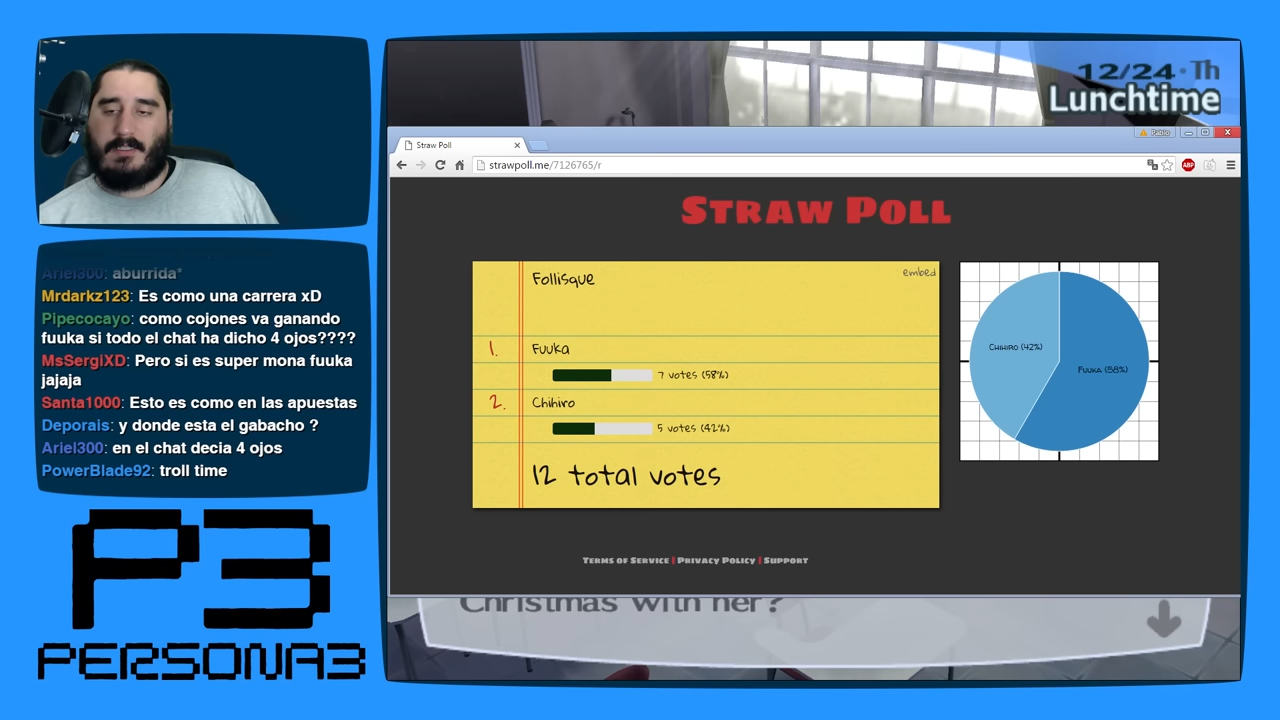 Ariel300: aburrida*
Mrdarkz123: Es como una carrera xD
Pipecocayo: como cojones va ganando
fuuka si todo el chat ha dicho 4 ojos????
MsSergiXD: Pero si es super mona fuuka
jajaja
Santa1000: Esto es como en las apuestas
Deporais: y donde esta el gabacho ?
Ariel300: en el chat decia 4 ojos
PowerBlade92: troll time
P3
PERSONA3
12/24・Th
Lunchtime
Pablo
Straw Poll
strawpoll.me/7126765/r
ABP
STRAW POLL
Follisque
embed
1. Fuuka
7 votes (58%)
2. Chihiro
5 votes (42%)
12 total votes
Chihiro (42%)
Fuuka (58%)
Terms of Service | Privacy Policy | Support
Christmas with her?